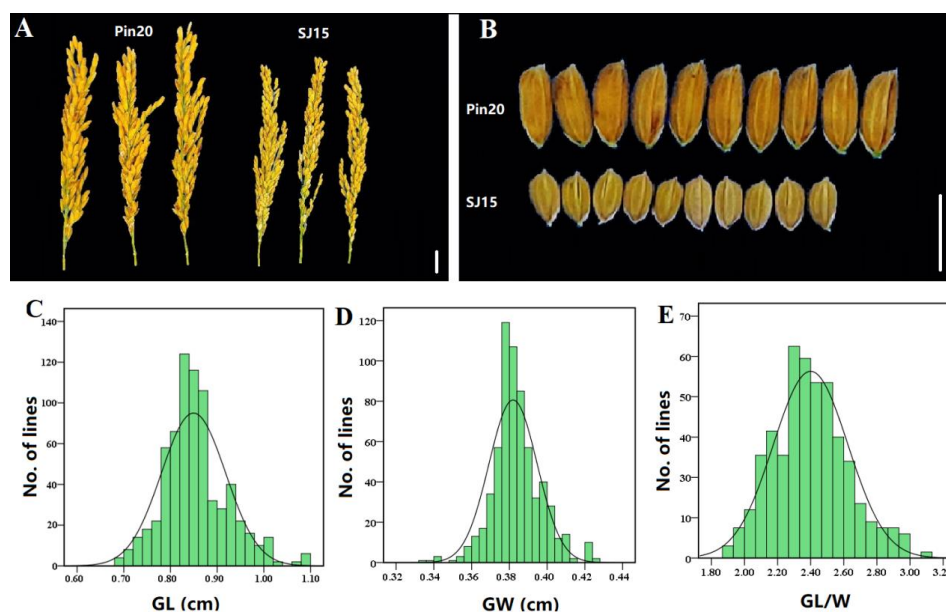 A
Pin20
SJ15
B
Pin20
SJ15
C
No. of lines
140
120
100
80
60
40
20
0
0.60
0.70
0.80
0.90
1.00
1.10
GL (cm)
D
No. of lines
120
100
80
60
40
20
0
0.32
0.34
0.36
0.38
0.40
0.42
0.44
GW (cm)
E
No. of lines
70
60
50
40
30
20
10
0
1.80
2.00
2.20
2.40
2.60
2.80
3.00
GL/W